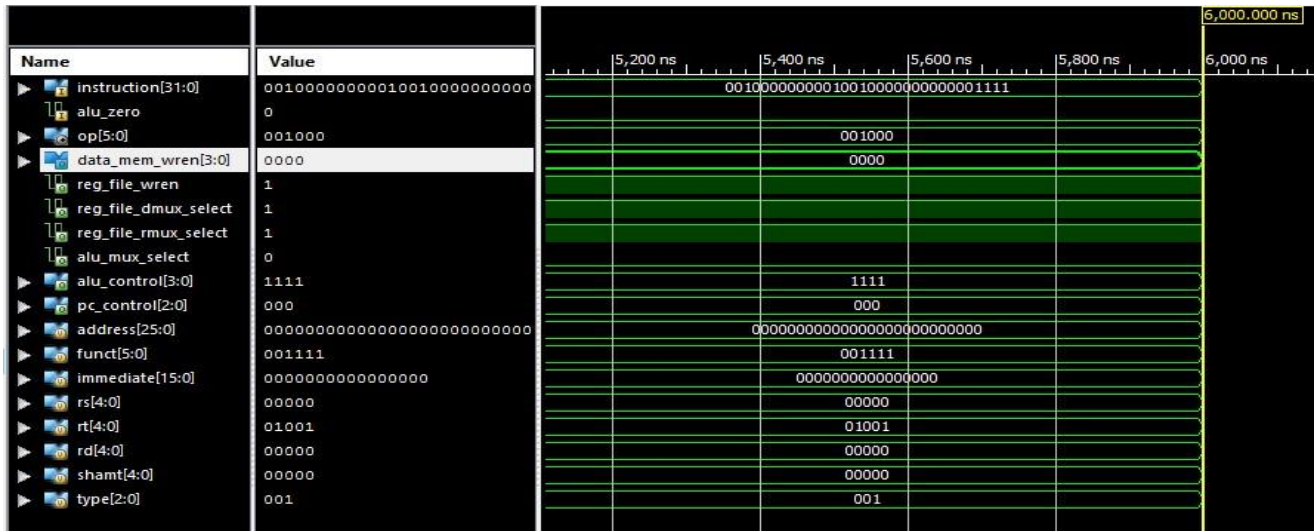 6,000.000 ns
Name Value 5,200 ns 5,400 ns 5,600 ns 5,800 ns 6,000 ns
instruction[31:0] 00100000000010010000000000 00100000000010010000000000001111
alu_zero 0
op[5:0] 001000 001000
data_mem_wren[3:0] 0000 0000
reg_file_wren 1
reg_file_dmux_select 1
reg_file_rmux_select 1
alu_mux_select 0
alu_control[3:0] 1111 1111
pc_control[2:0] 000 000
address[25:0] 00000000000000000000000000 00000000000000000000000000
funct[5:0] 001111 001111
immediate[15:0] 0000000000000000 0000000000000000
rs[4:0] 00000 00000
rt[4:0] 01001 01001
rd[4:0] 00000 00000
shamt[4:0] 00000 00000
type[2:0] 001 001